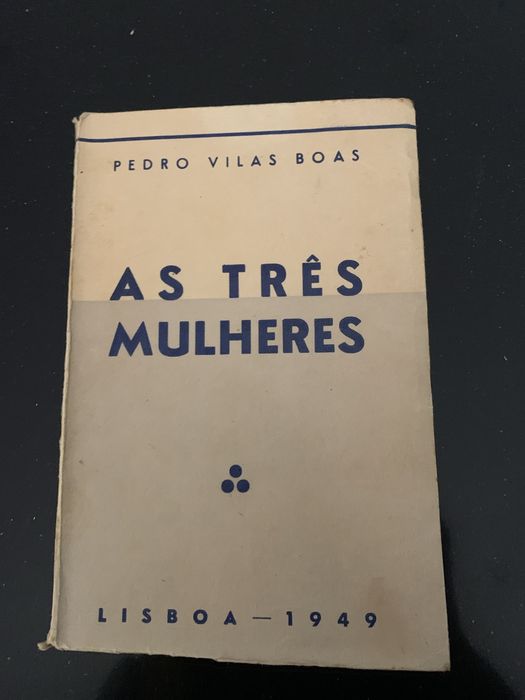 PEDRO VILAS BOAS
AS TRÊS
MULHERES
LISBOA — 1949